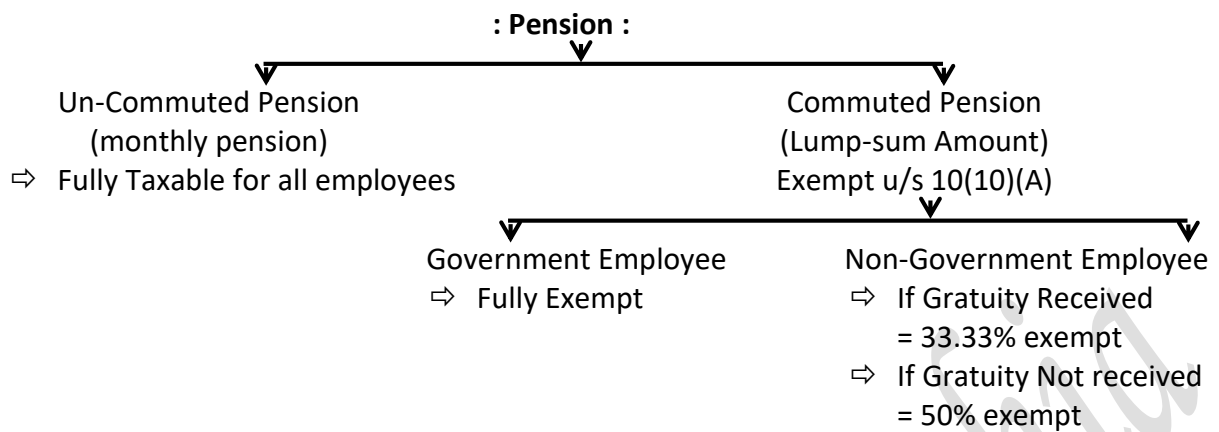 : Pension :
Un-Commuted Pension
(monthly pension)
⇨ Fully Taxable for all employees
Commuted Pension
(Lump-sum Amount)
Exempt u/s 10(10)(A)
Government Employee
⇨ Fully Exempt
Non-Government Employee
⇨ If Gratuity Received
= 33.33% exempt
⇨ If Gratuity Not received
= 50% exempt